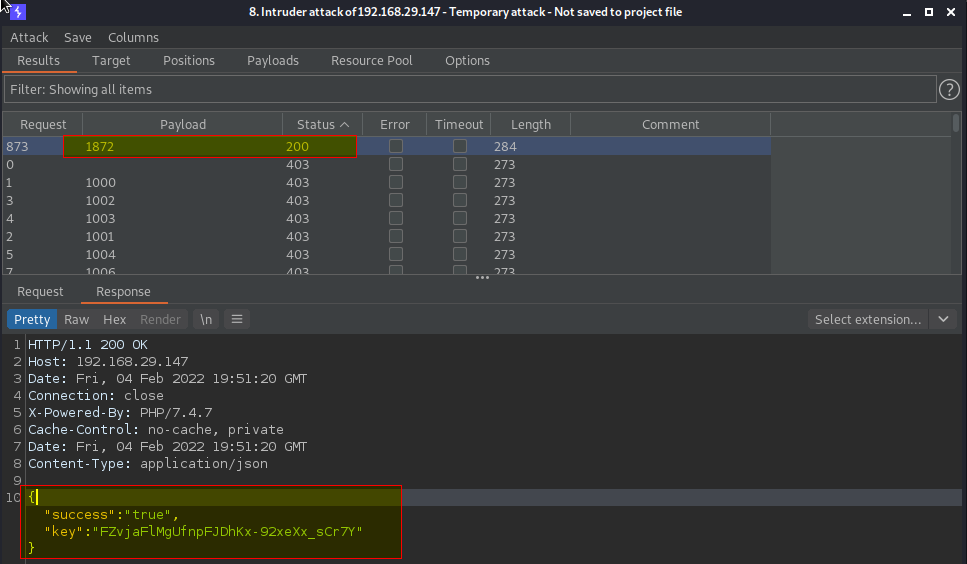 8. Intruder attack of 192.168.29.147 - Temporary attack - Not saved to project file
Attack Save Columns
Results Target Positions Payloads Resource Pool Options
Filter: Showing all items ?
Request Payload Status Error Timeout Length Comment
873 1872 200 284
0 403 273
1 1000 403 273
3 1002 403 273
4 1003 403 273
2 1001 403 273
5 1004 403 273
7 1006 403 273
Request Response
Pretty Raw Hex Render \n Select extension...
1 HTTP/1.1 200 OK
2 Host: 192.168.29.147
3 Date: Fri, 04 Feb 2022 19:51:20 GMT
4 Connection: close
5 X-Powered-By: PHP/7.4.7
6 Cache-Control: no-cache, private
7 Date: Fri, 04 Feb 2022 19:51:20 GMT
8 Content-Type: application/json
9
10 {
"success":"true",
"key":"FZvjaFlMgUfnpFJDhKx-92xeXx_sCr7Y"
}